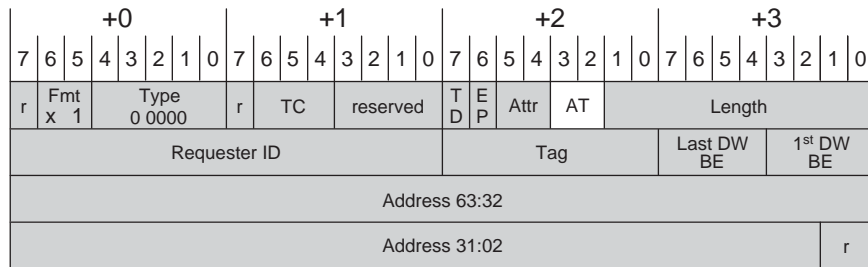 +0 +1 +2 +3
7 6 5 4 3 2 1 0 7 6 5 4 3 2 1 0 7 6 5 4 3 2 1 0 7 6 5 4 3 2 1 0
r Fmt x 1 Type 0 0000 r TC reserved TD EP Attr AT Length
Requester ID Tag Last DW BE 1st DW BE
Address 63:32
Address 31:02 r